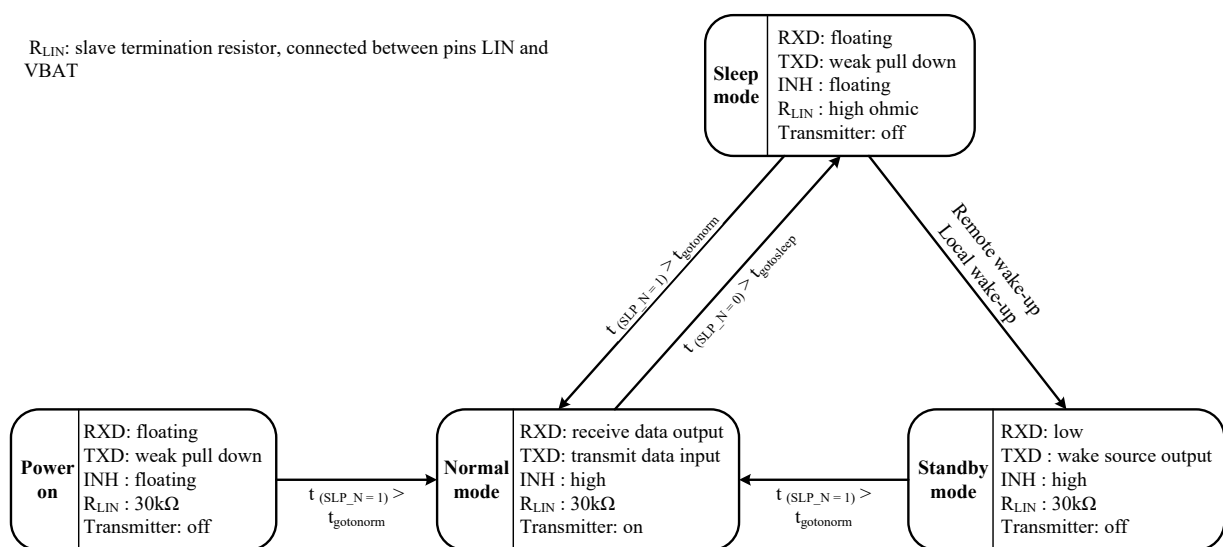 R_LIN: slave termination resistor, connected between pins LIN and
VBAT
Sleep
mode
RXD: floating
TXD: weak pull down
INH : floating
R_LIN : high ohmic
Transmitter: off
t (SLP_N = 1) > t_gotonorm
t (SLP_N = 0) > t_gotosleep
Remote wake-up
Local wake-up
Power
on
RXD: floating
TXD: weak pull down
INH : floating
R_LIN : 30kΩ
Transmitter: off
t (SLP_N = 1) >
t_gotonorm
Normal
mode
RXD: receive data output
TXD: transmit data input
INH : high
R_LIN : 30kΩ
Transmitter: on
t (SLP_N = 1) >
t_gotonorm
Standby
mode
RXD: low
TXD : wake source output
INH : high
R_LIN : 30kΩ
Transmitter: off